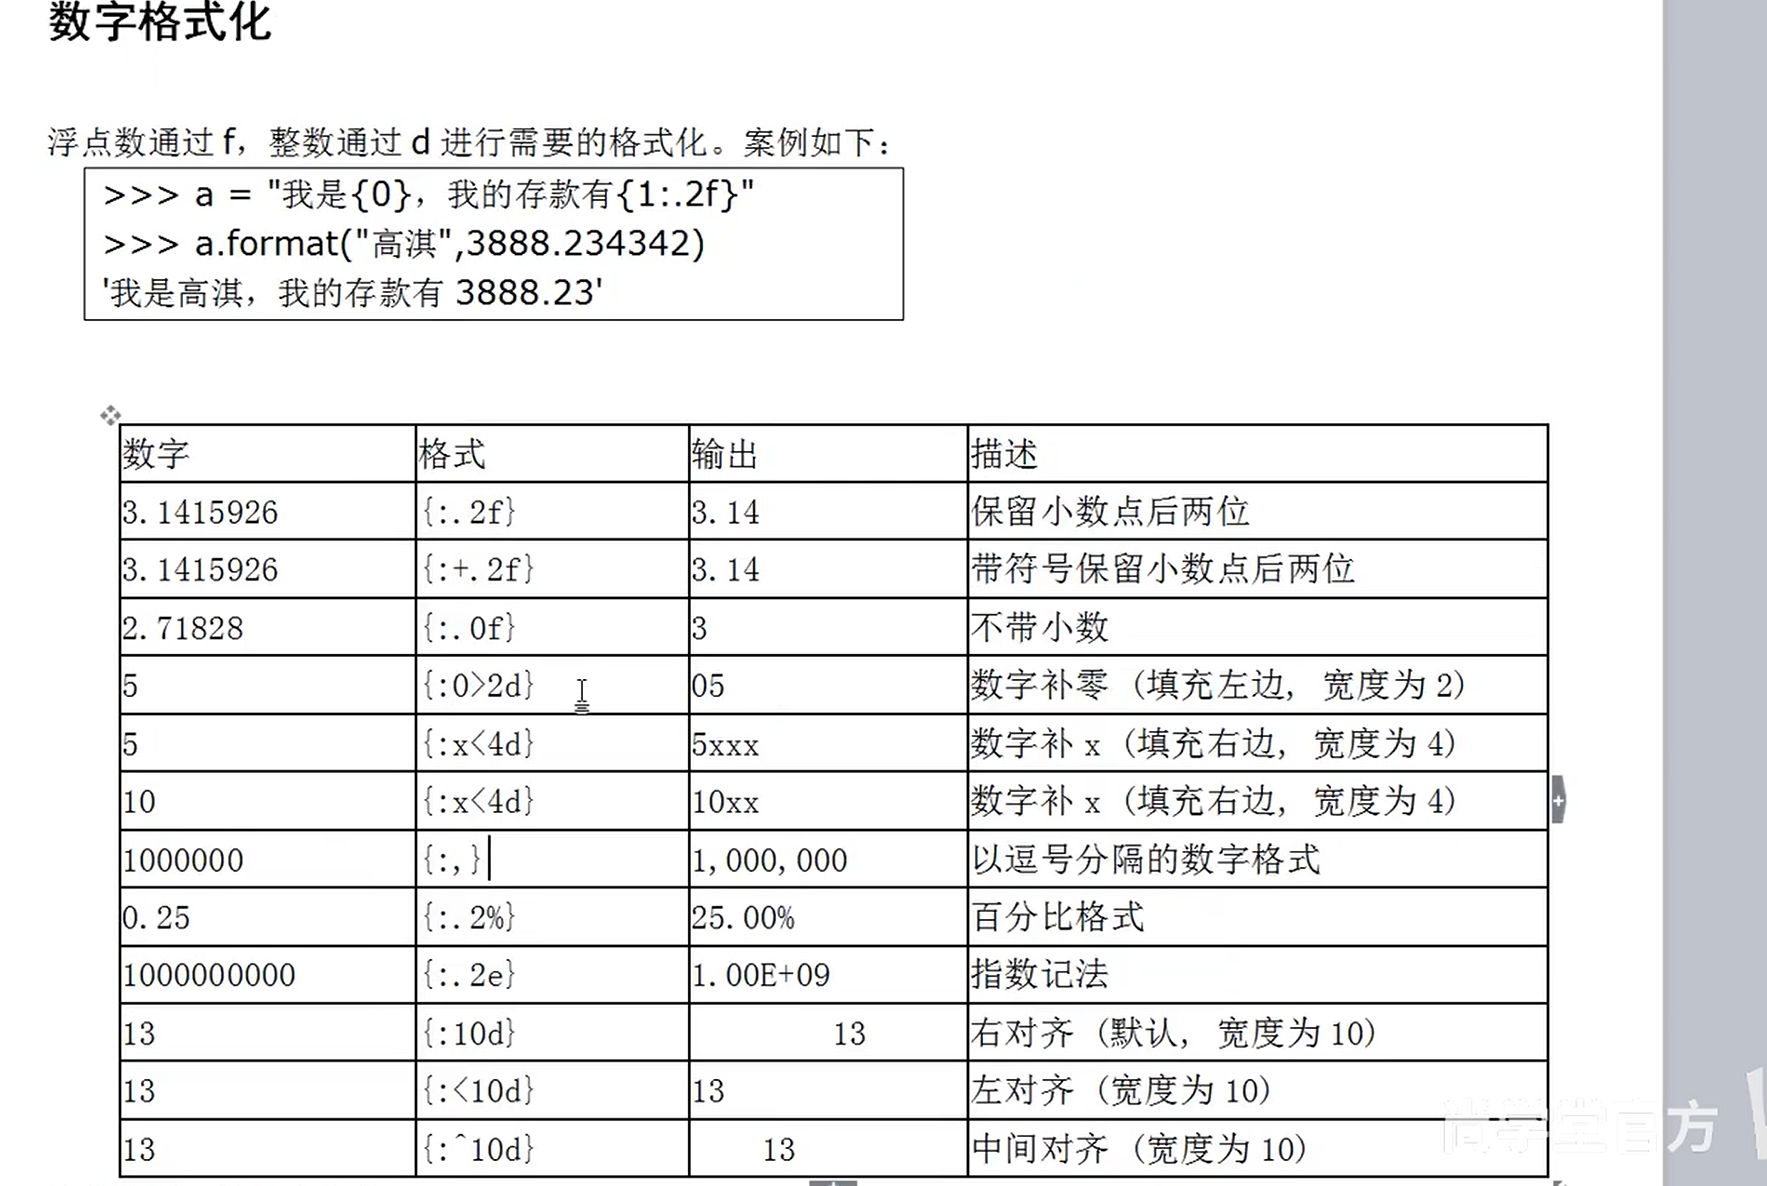 数字格式化
浮点数通过 f，整数通过 d 进行需要的格式化。案例如下：
>>> a = "我是{0}，我的存款有{1:.2f}"
>>> a.format("高淇",3888.234342)
'我是高淇，我的存款有 3888.23'
数字 格式 输出 描述
3.1415926 {:.2f} 3.14 保留小数点后两位
3.1415926 {:+.2f} 3.14 带符号保留小数点后两位
2.71828 {:.0f} 3 不带小数
5 {:0>2d} 05 数字补零 (填充左边, 宽度为 2)
5 {:x<4d} 5xxx 数字补 x (填充右边, 宽度为 4)
10 {:x<4d} 10xx 数字补 x (填充右边, 宽度为 4)
1000000 {:,} 1,000,000 以逗号分隔的数字格式
0.25 {:.2%} 25.00% 百分比格式
1000000000 {:.2e} 1.00E+09 指数记法
13 {:10d} 13 右对齐 (默认, 宽度为 10)
13 {:<10d} 13 左对齐 (宽度为 10)
13 {:^10d} 13 中间对齐 (宽度为 10)
尚学堂官方